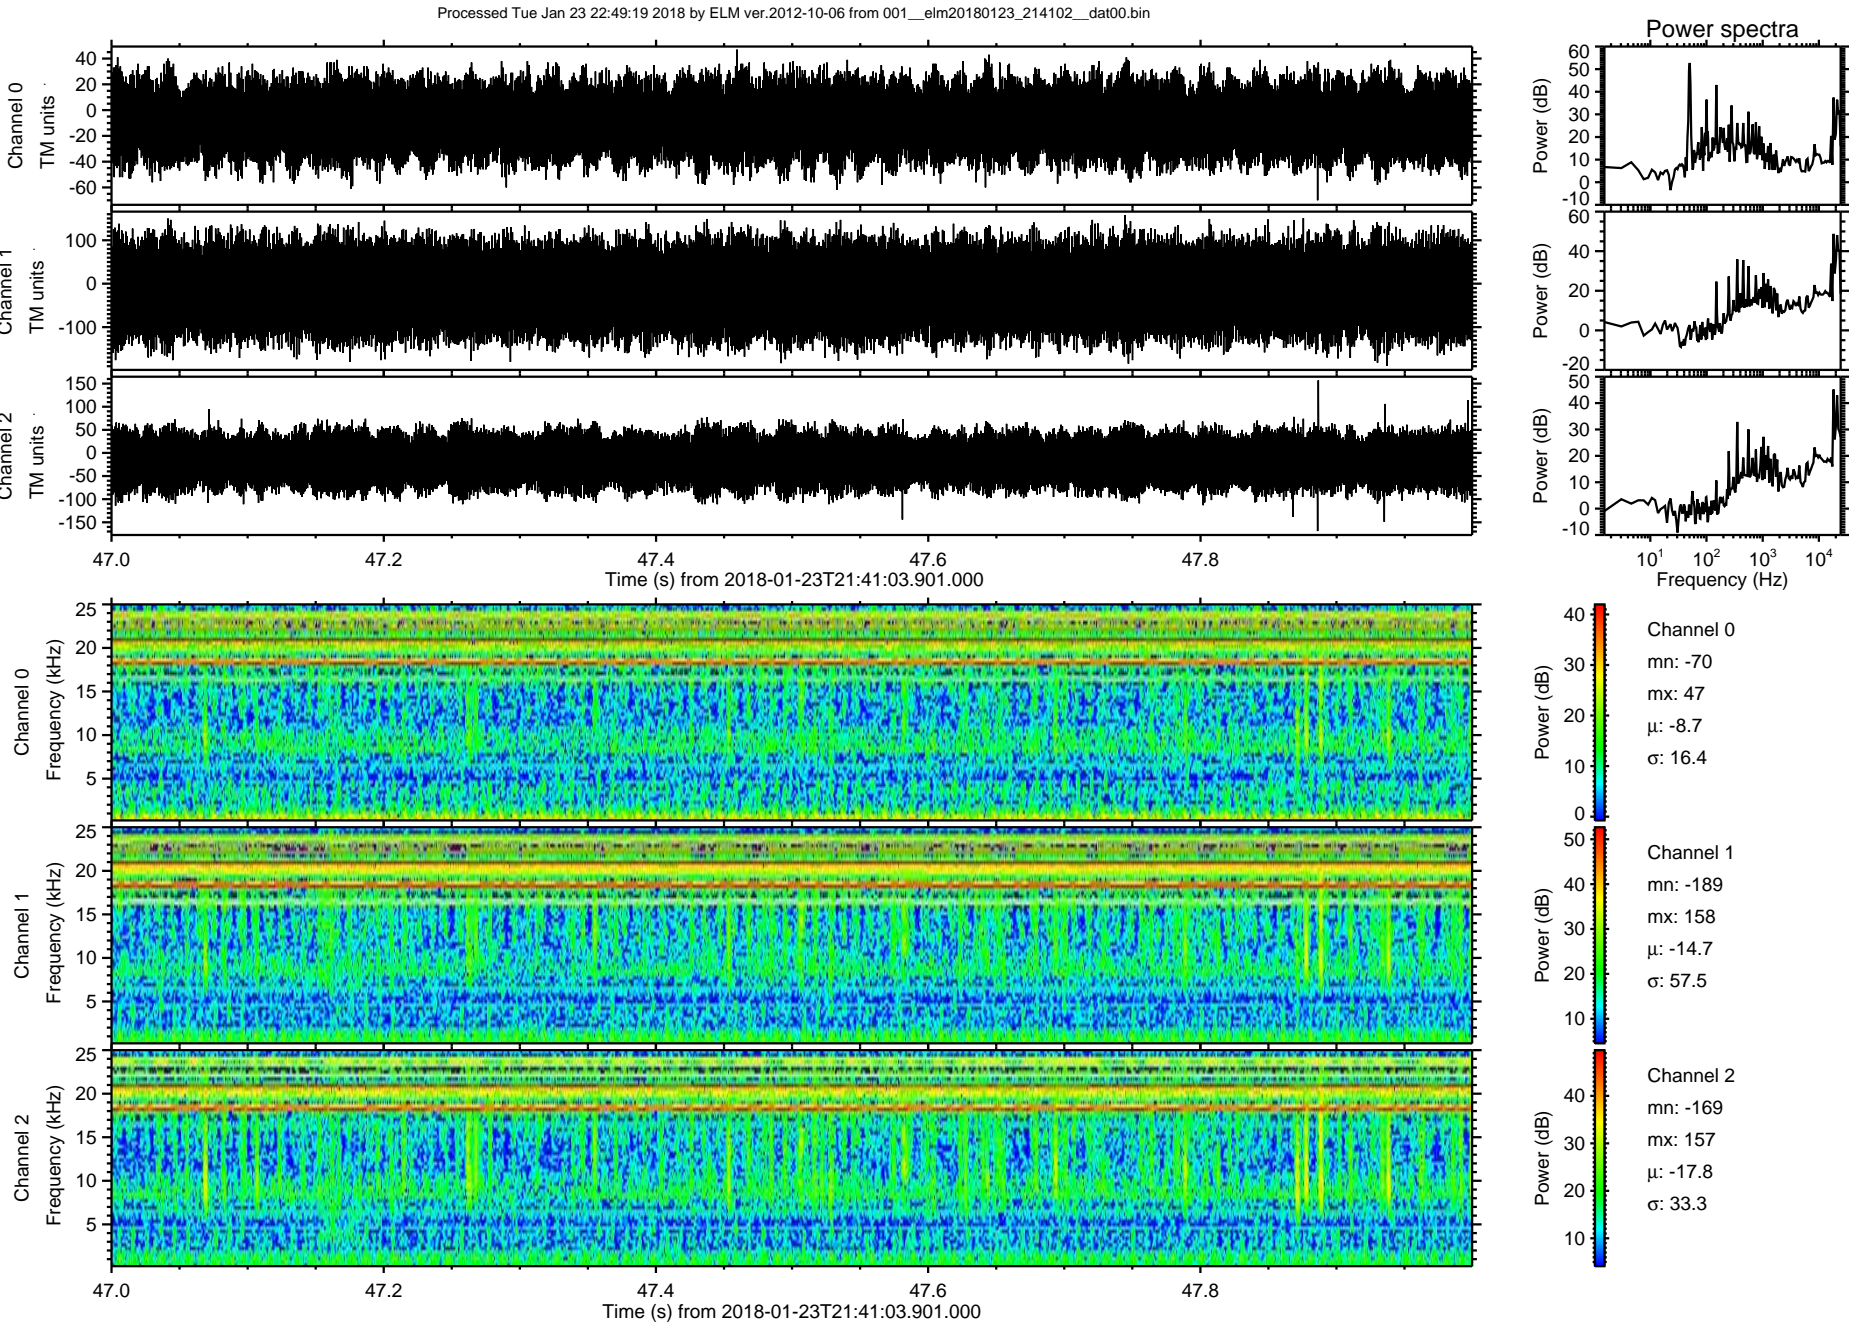 Processed Tue Jan 23 22:49:19 2018 by ELM ver.2012-10-06 from 001__elm20180123_214102__dat00.bin
Power spectra
Channel 0
TM units
40
20
0
-20
-40
-60
Power (dB)
60
50
40
30
20
10
0
-10
Channel 1
TM units
100
0
-100
Power (dB)
60
40
20
0
-20
Channel 2
TM units
150
100
50
0
-50
-100
-150
Power (dB)
50
40
30
20
10
0
-10
47.0 47.2 47.4 47.6 47.8
Time (s) from 2018-01-23T21:41:03.901.000
10^1 10^2 10^3 10^4
Frequency (Hz)
Channel 0
Frequency (kHz)
25
20
15
10
5
Power (dB)
40
30
20
10
0
Channel 0
mn: -70
mx: 47
μ: -8.7
σ: 16.4
Channel 1
Frequency (kHz)
25
20
15
10
5
Power (dB)
50
40
30
20
10
Channel 1
mn: -189
mx: 158
μ: -14.7
σ: 57.5
Channel 2
Frequency (kHz)
25
20
15
10
5
Power (dB)
40
30
20
10
Channel 2
mn: -169
mx: 157
μ: -17.8
σ: 33.3
47.0 47.2 47.4 47.6 47.8
Time (s) from 2018-01-23T21:41:03.901.000